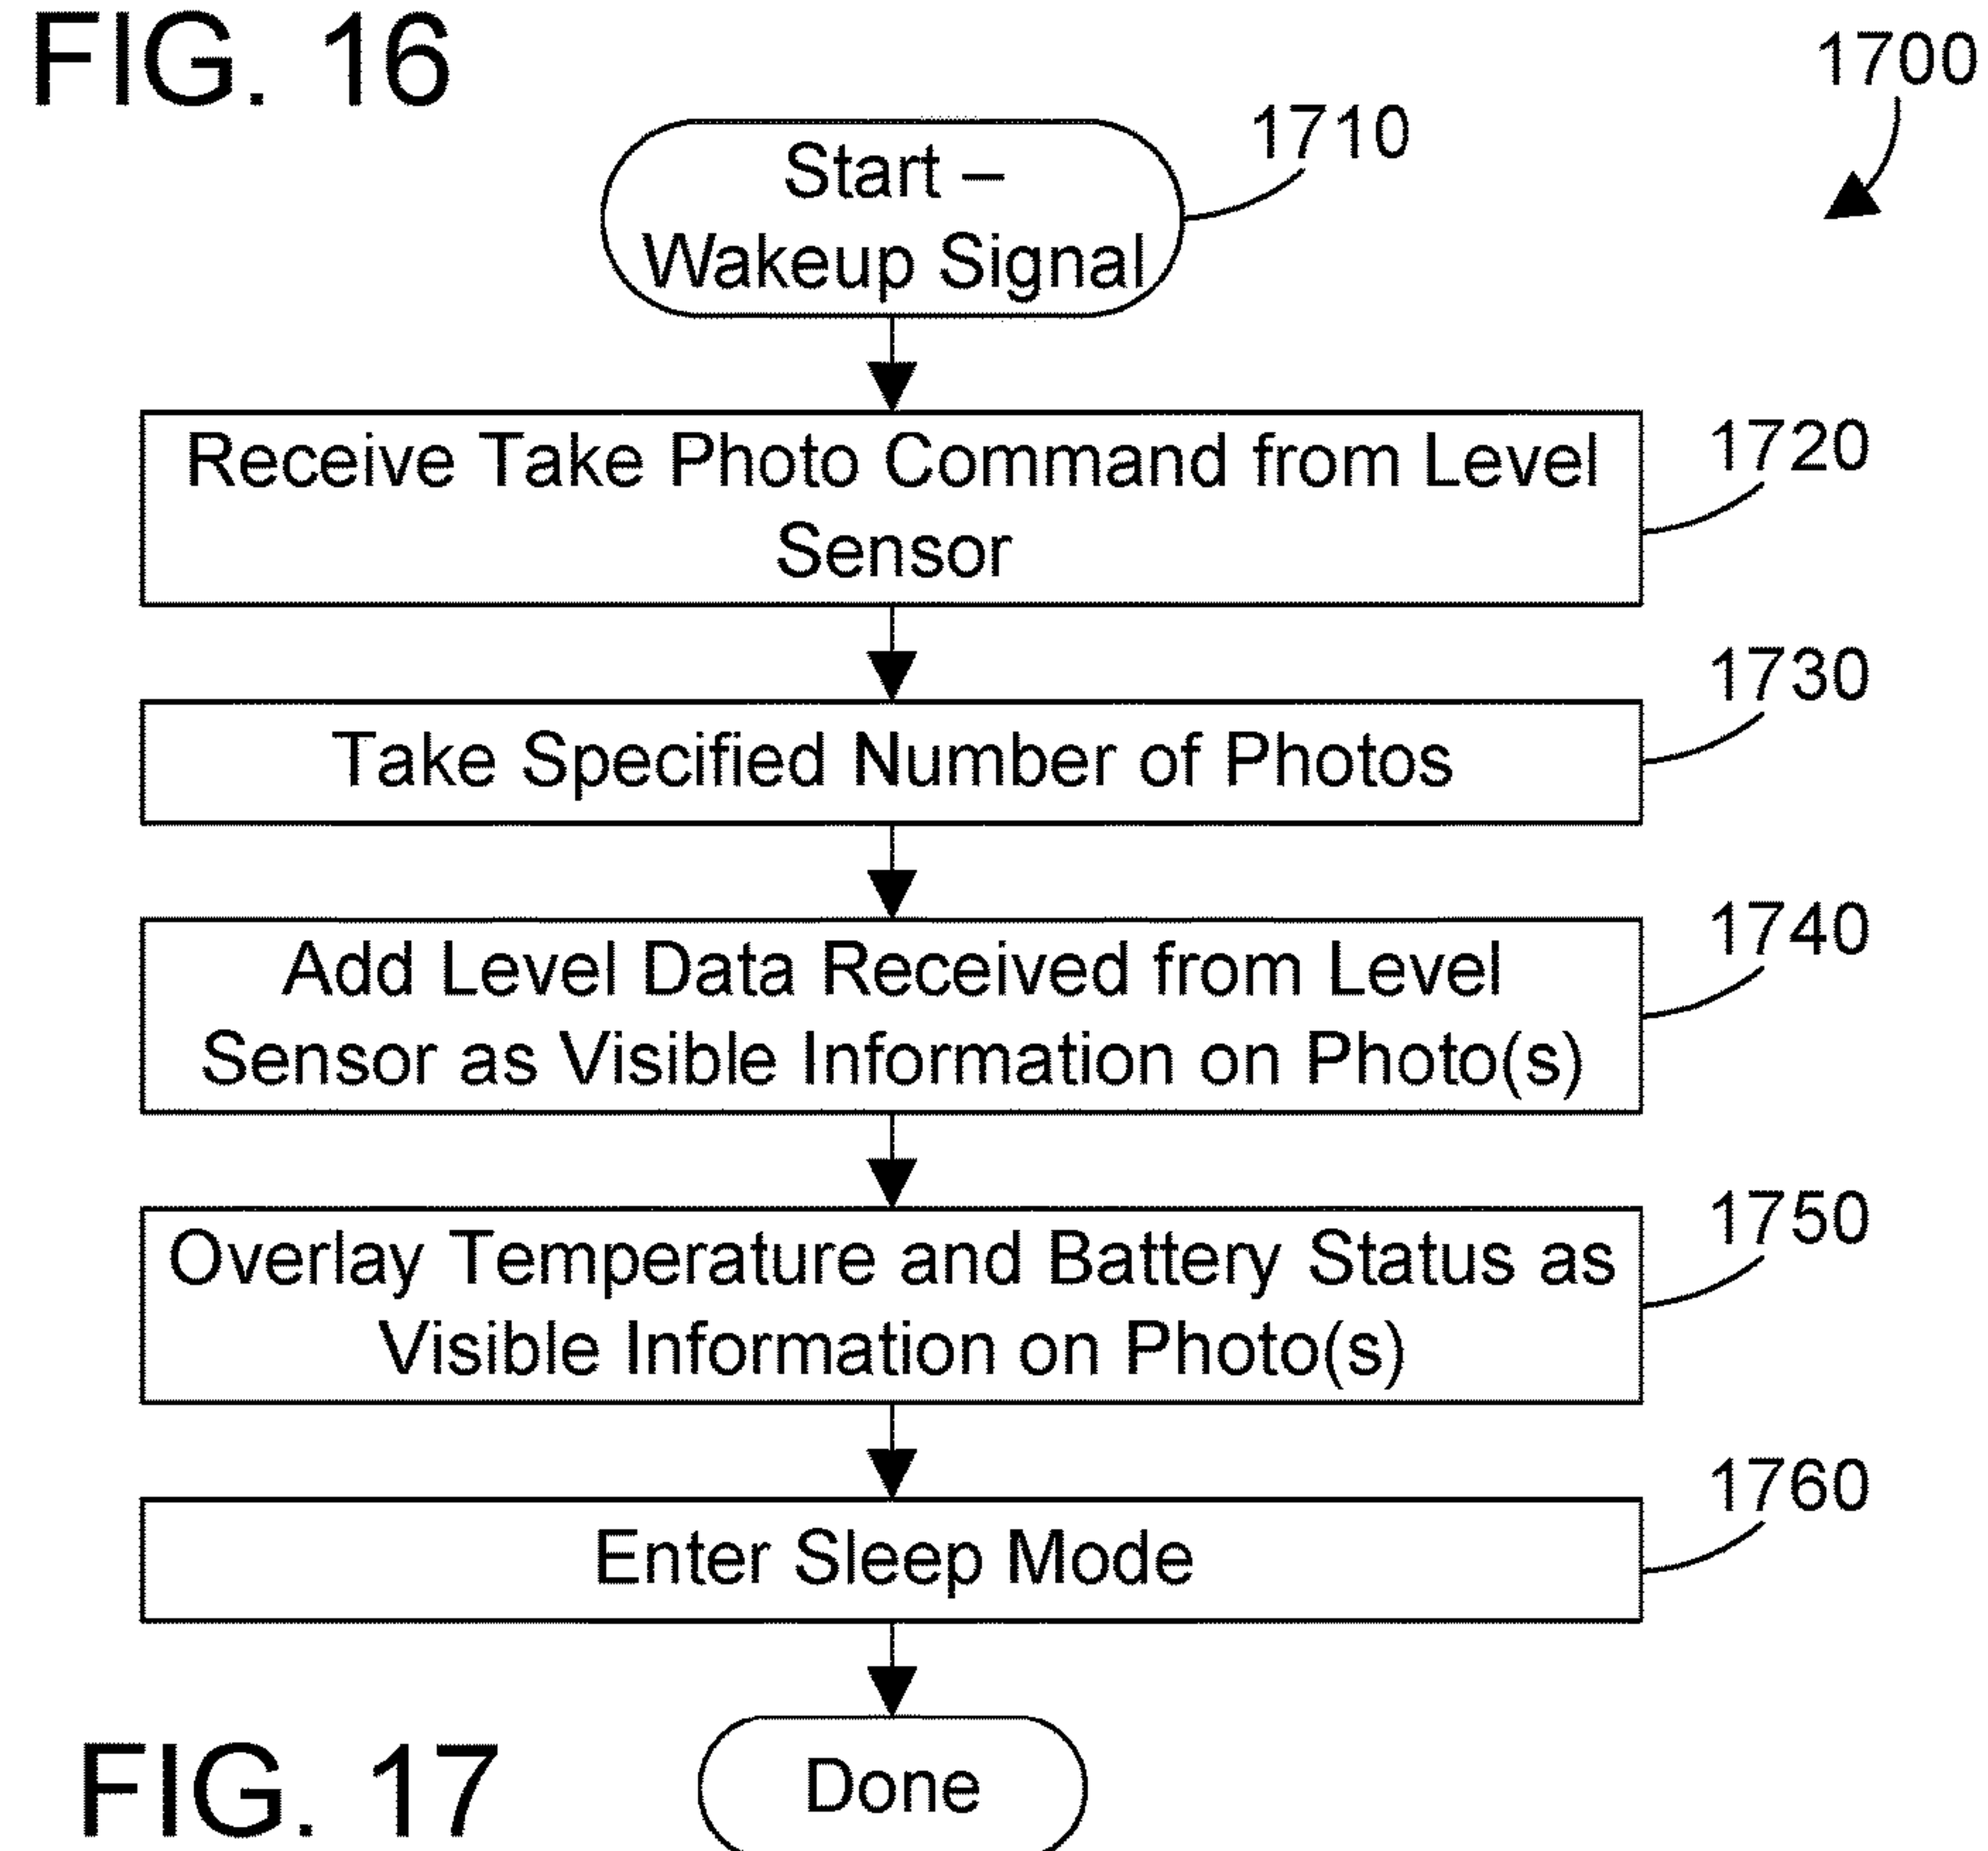 FIG. 16
1700
1710
Start –
Wakeup Signal
Receive Take Photo Command from Level
Sensor
1720
Take Specified Number of Photos
1730
Add Level Data Received from Level
Sensor as Visible Information on Photo(s)
1740
Overlay Temperature and Battery Status as
Visible Information on Photo(s)
1750
Enter Sleep Mode
1760
Done
FIG. 17